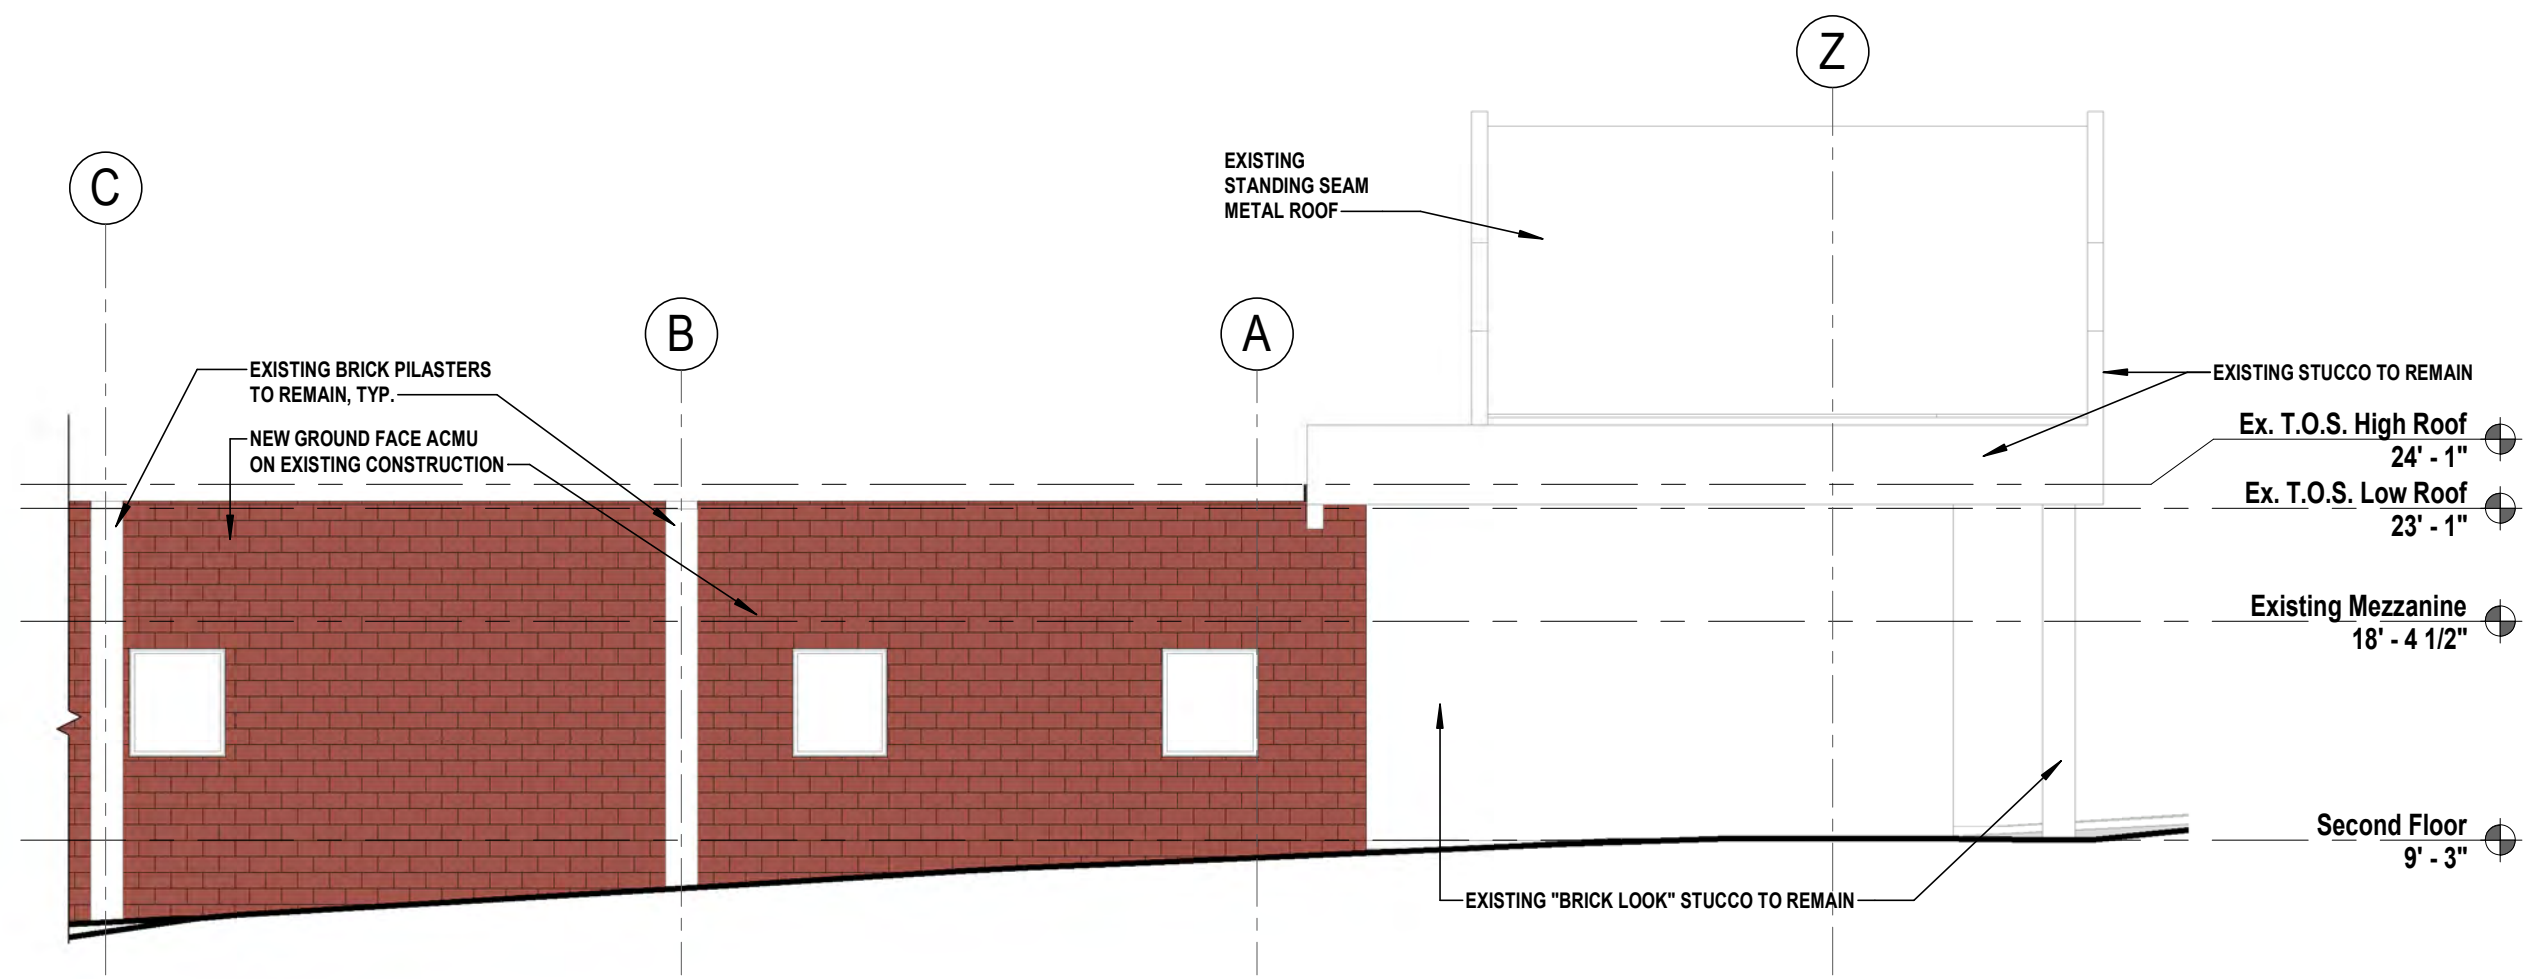 Z
C
EXISTING
STANDING SEAM
METAL ROOF
B
A
EXISTING BRICK PILASTERS
TO REMAIN, TYP.
EXISTING STUCCO TO REMAIN
NEW GROUND FACE ACMU
ON EXISTING CONSTRUCTION
Ex. T.O.S. High Roof
24' - 1"
Ex. T.O.S. Low Roof
23' - 1"
Existing Mezzanine
18' - 4 1/2"
Second Floor
9' - 3"
EXISTING "BRICK LOOK" STUCCO TO REMAIN